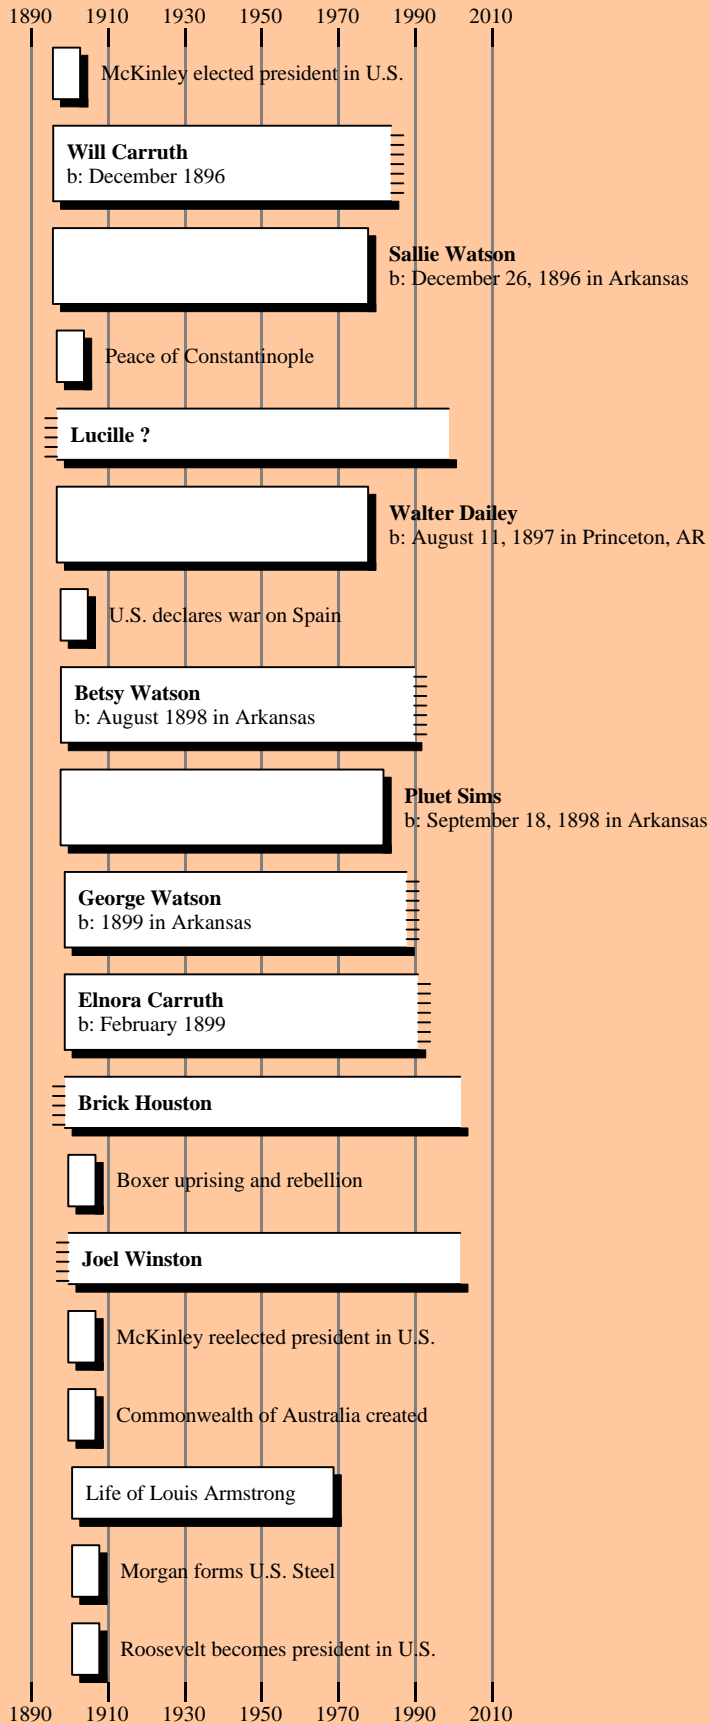 1890 1910 1930 1950 1970 1990 2010
McKinley elected president in U.S.
Will Carruth
b: December 1896
Sallie Watson
b: December 26, 1896 in Arkansas
Peace of Constantinople
Lucille ?
Walter Dailey
b: August 11, 1897 in Princeton, AR
U.S. declares war on Spain
Betsy Watson
b: August 1898 in Arkansas
Pluet Sims
b: September 18, 1898 in Arkansas
George Watson
b: 1899 in Arkansas
Elnora Carruth
b: February 1899
Brick Houston
Boxer uprising and rebellion
Joel Winston
McKinley reelected president in U.S.
Commonwealth of Australia created
Life of Louis Armstrong
Morgan forms U.S. Steel
Roosevelt becomes president in U.S.
1890 1910 1930 1950 1970 1990 2010